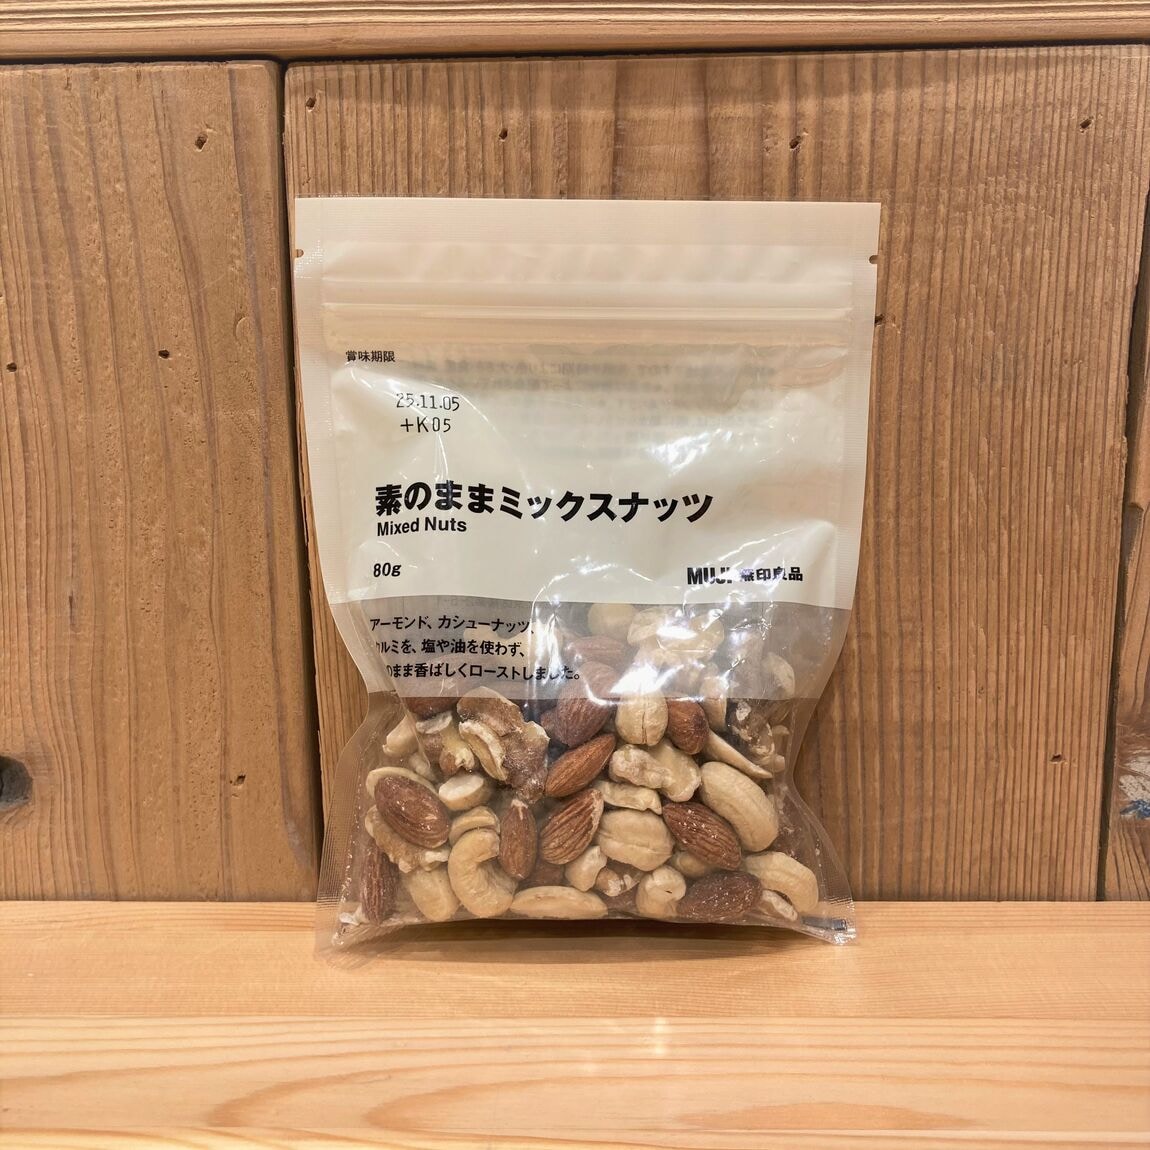 賞味期限
25.11.05
+K05
素のままミックスナッツ
Mixed Nuts
80g
MUJI 無印良品
アーモンド、カシューナッツ、
クルミを、塩や油を使わず、
のまま香ばしくローストしました。